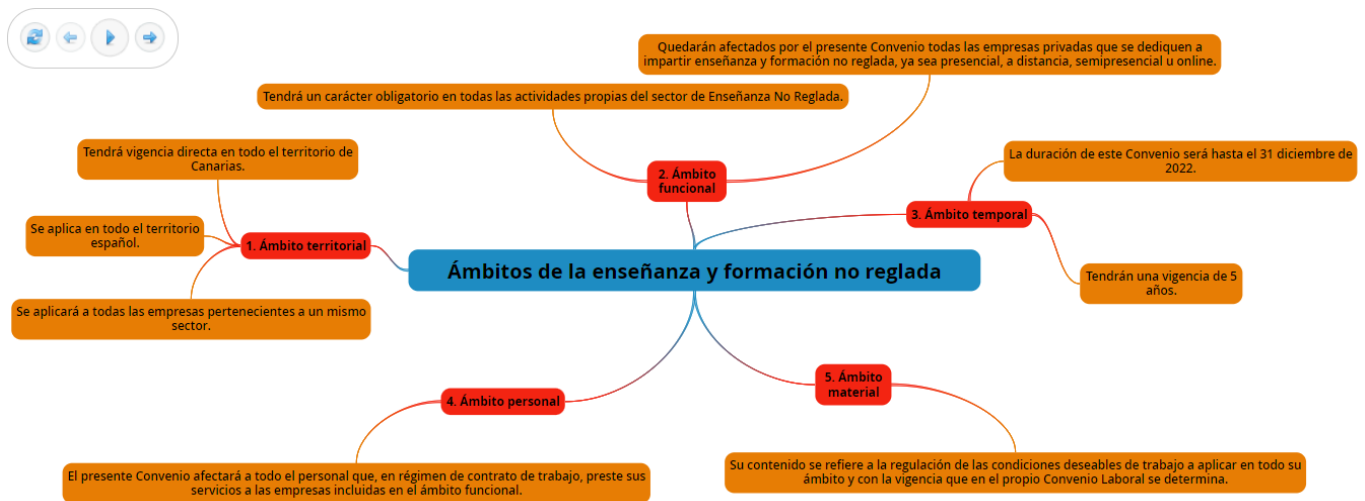 Quedarán afectados por el presente Convenio todas las empresas privadas que se dediquen a
impartir enseñanza y formación no reglada, ya sea presencial, a distancia, semipresencial u online.
Tendrá un carácter obligatorio en todas las actividades propias del sector de Enseñanza No Reglada.
2. Ámbito
funcional
Tendrá vigencia directa en todo el territorio de
Canarias.
Se aplica en todo el territorio
español.
1. Ámbito territorial
Se aplicará a todas las empresas pertenecientes a un mismo
sector.
La duración de este Convenio será hasta el 31 diciembre de
2022.
3. Ámbito temporal
Tendrán una vigencia de 5
años.
Ámbitos de la enseñanza y formación no reglada
4. Ámbito personal
El presente Convenio afectará a todo el personal que, en régimen de contrato de trabajo, preste sus
servicios a las empresas incluidas en el ámbito funcional.
5. Ámbito
material
Su contenido se refiere a la regulación de las condiciones deseables de trabajo a aplicar en todo su
ámbito y con la vigencia que en el propio Convenio Laboral se determina.